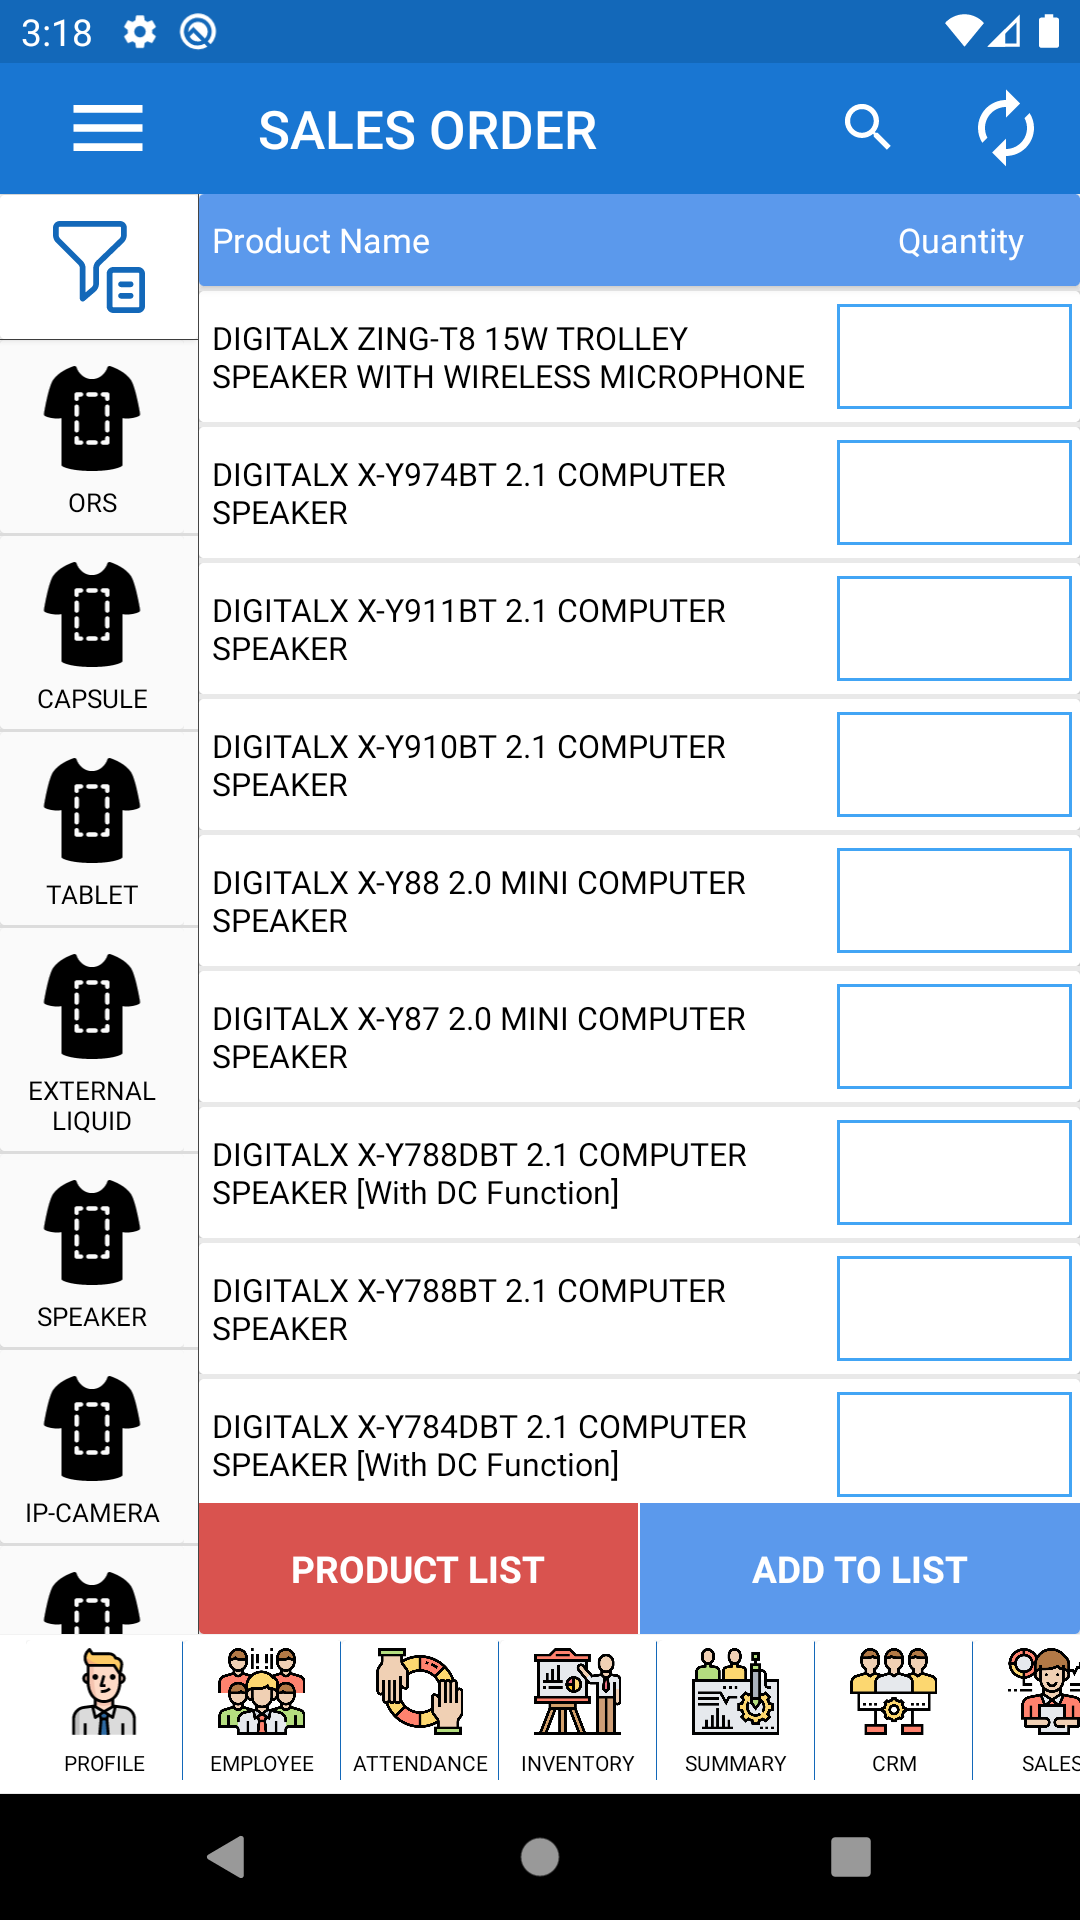 3:18
SALES ORDER
Product Name Quantity
DIGITALX ZING-T8 15W TROLLEY
SPEAKER WITH WIRELESS MICROPHONE
DIGITALX X-Y974BT 2.1 COMPUTER
SPEAKER
DIGITALX X-Y911BT 2.1 COMPUTER
SPEAKER
DIGITALX X-Y910BT 2.1 COMPUTER
SPEAKER
DIGITALX X-Y88 2.0 MINI COMPUTER
SPEAKER
DIGITALX X-Y87 2.0 MINI COMPUTER
SPEAKER
DIGITALX X-Y788DBT 2.1 COMPUTER
SPEAKER [With DC Function]
DIGITALX X-Y788BT 2.1 COMPUTER
SPEAKER
DIGITALX X-Y784DBT 2.1 COMPUTER
SPEAKER [With DC Function]
ORS
CAPSULE
TABLET
EXTERNAL
LIQUID
SPEAKER
IP-CAMERA
PRODUCT LIST ADD TO LIST
PROFILE EMPLOYEE ATTENDANCE INVENTORY SUMMARY CRM SALES